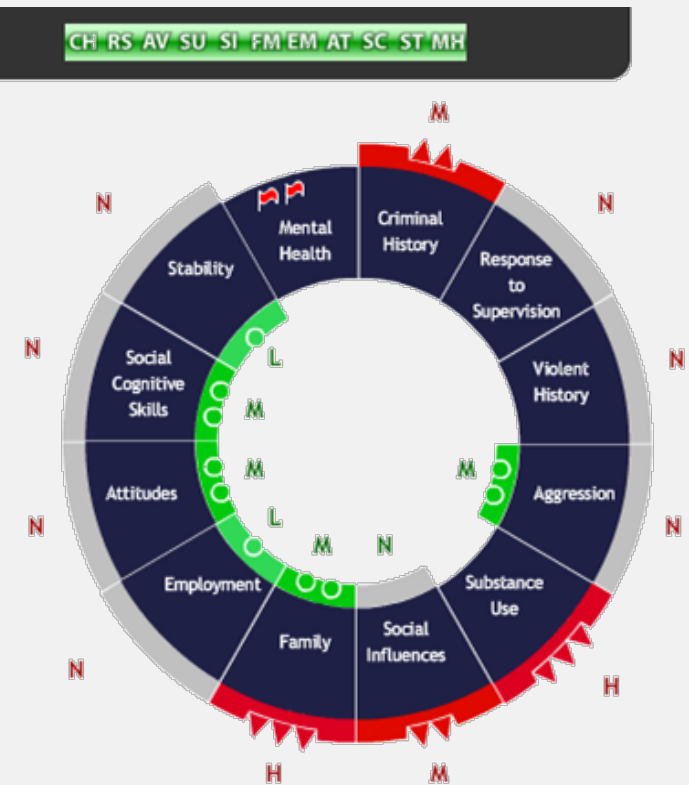 CH RS AV SU SI FM EM AT SC ST MH
M
N
N
Mental
Health
Criminal
History
Stability
Response
to
Supervision
N
L
N
Social
Cognitive
Skills
Violent
History
M
M
M
Attitudes
Aggression
N
N
L
M
N
Employment
Substance
Use
Family
Social
Influences
N
H
H
M